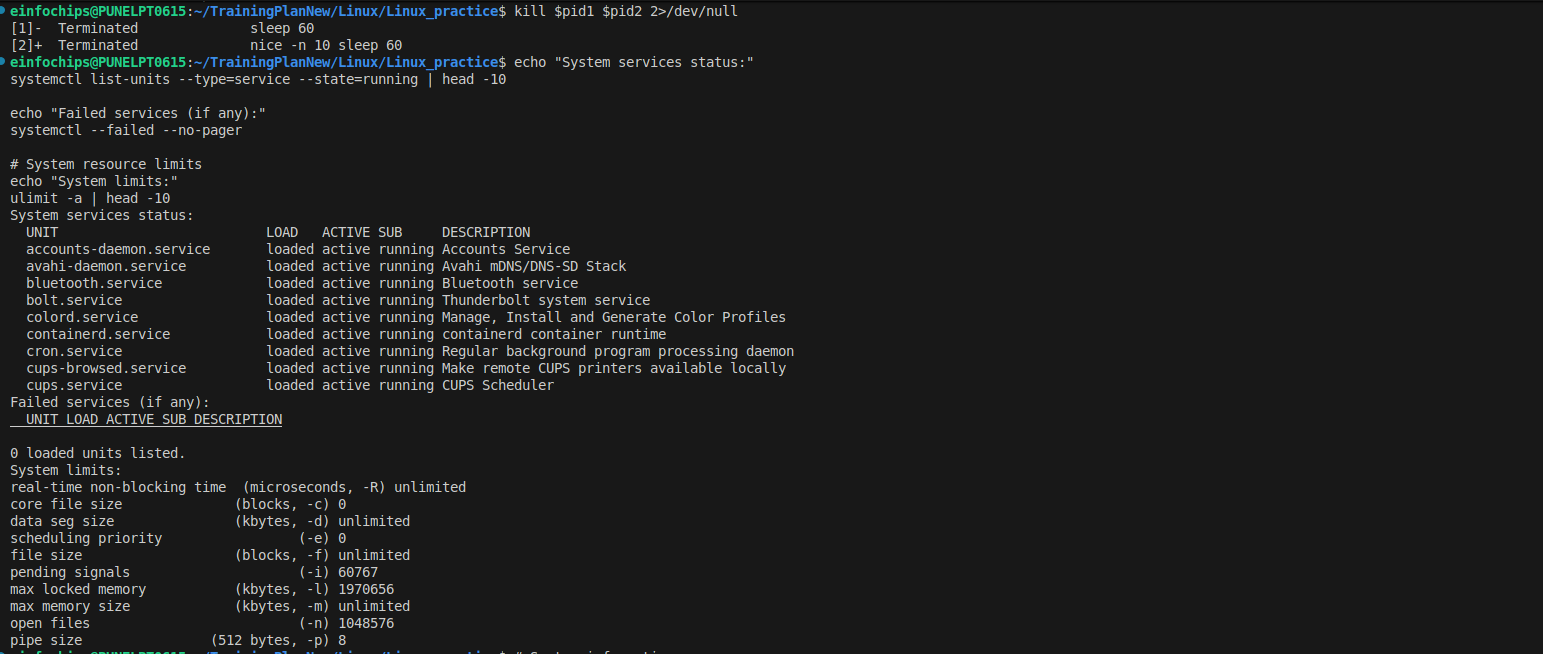 einfochips@PUNELPT0615:~/TrainingPlanNew/Linux/Linux_practice$ kill $pid1 $pid2 2>/dev/null
[1]-  Terminated              sleep 60
[2]+  Terminated              nice -n 10 sleep 60
einfochips@PUNELPT0615:~/TrainingPlanNew/Linux/Linux_practice$ echo "System services status:"
systemctl list-units --type=service --state=running | head -10

echo "Failed services (if any):"
systemctl --failed --no-pager

# System resource limits
echo "System limits:"
ulimit -a | head -10
System services status:
  UNIT                          LOAD   ACTIVE SUB     DESCRIPTION
  accounts-daemon.service       loaded active running Accounts Service
  avahi-daemon.service          loaded active running Avahi mDNS/DNS-SD Stack
  bluetooth.service             loaded active running Bluetooth service
  bolt.service                  loaded active running Thunderbolt system service
  colord.service                loaded active running Manage, Install and Generate Color Profiles
  containerd.service            loaded active running containerd container runtime
  cron.service                  loaded active running Regular background program processing daemon
  cups-browsed.service          loaded active running Make remote CUPS printers available locally
  cups.service                  loaded active running CUPS Scheduler
Failed services (if any):
  UNIT LOAD ACTIVE SUB DESCRIPTION

0 loaded units listed.
System limits:
real-time non-blocking time  (microseconds, -R) unlimited
core file size              (blocks, -c) 0
data seg size               (kbytes, -d) unlimited
scheduling priority                 (-e) 0
file size                   (blocks, -f) unlimited
pending signals                     (-i) 60767
max locked memory           (kbytes, -l) 1970656
max memory size             (kbytes, -m) unlimited
open files                          (-n) 1048576
pipe size                (512 bytes, -p) 8
einfochips@PUNELPT0615:~/TrainingPlanNew/Linux/Linux_practice$ # System